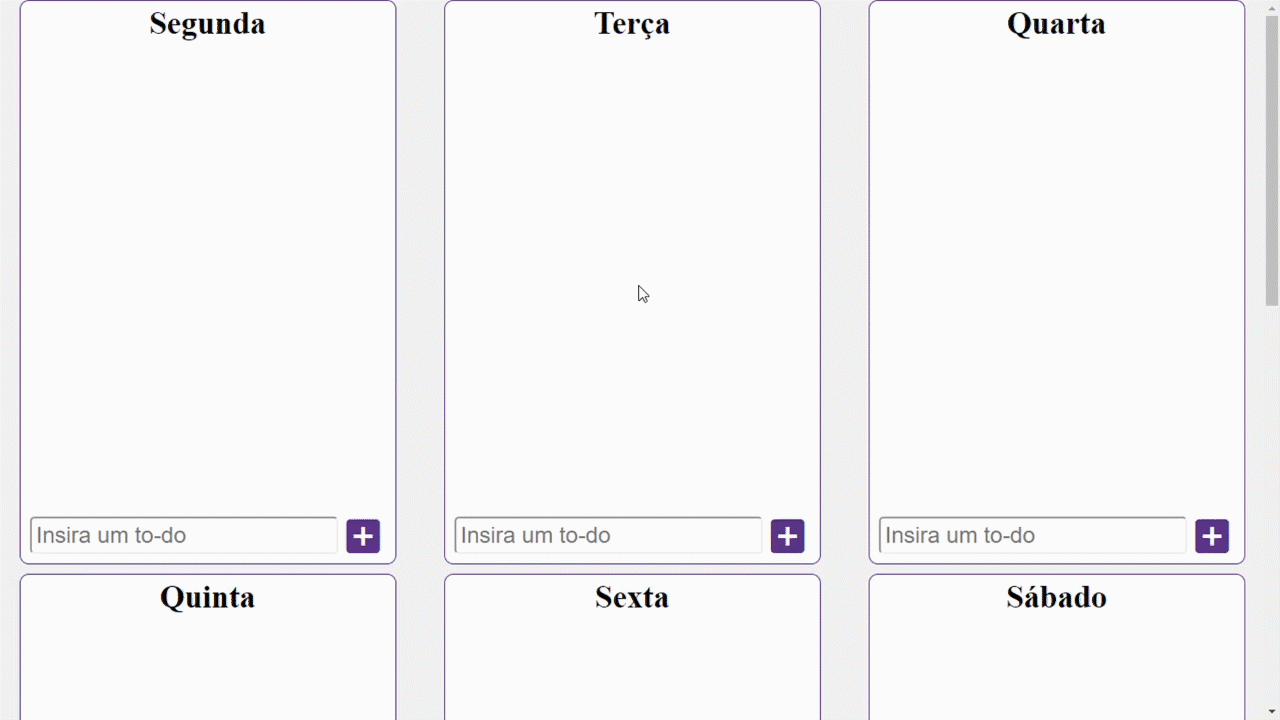 Segunda
Terça
Quarta
Insira um to-do
Insira um to-do
Insira um to-do
Quinta
Sexta
Sábado